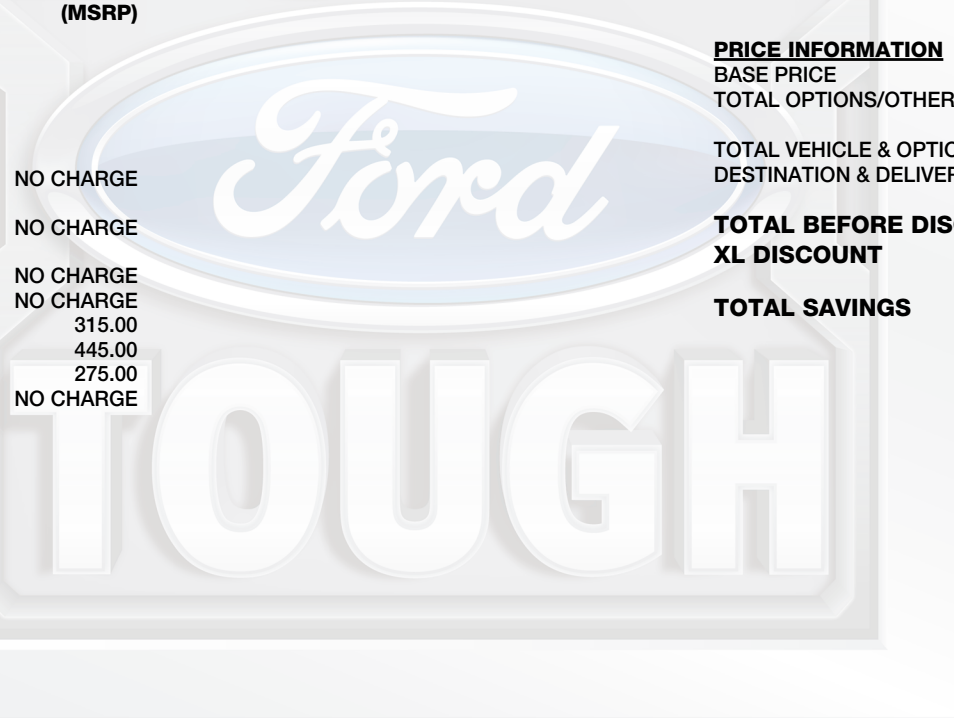 (MSRP)
NO CHARGE
NO CHARGE
NO CHARGE
NO CHARGE
315.00
445.00
275.00
NO CHARGE
PRICE INFORMATION
BASE PRICE
TOTAL OPTIONS/OTHER
TOTAL VEHICLE & OPTIO
DESTINATION & DELIVER
TOTAL BEFORE DISC
XL DISCOUNT
TOTAL SAVINGS
Ford
TOUGH